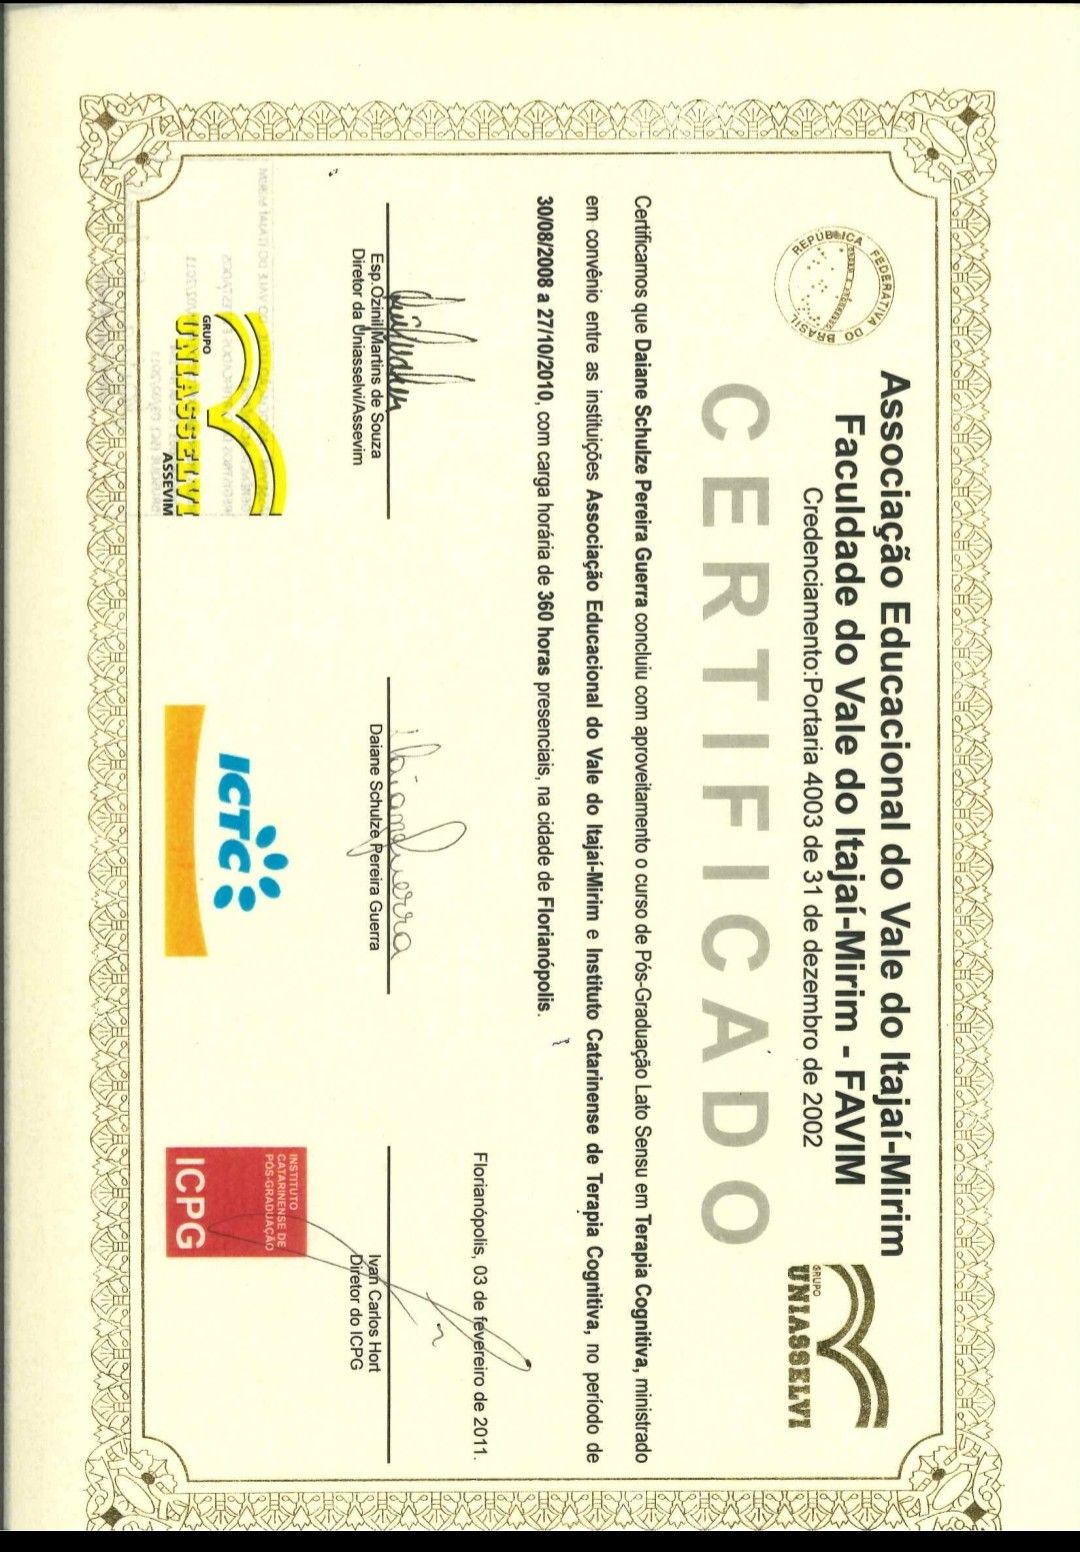 REPÚBLICA FEDERATIVA DO BRASIL
Associação Educacional do Vale do Itajaí-Mirim
Faculdade do Vale do Itajaí-Mirim - FAVIM
Credenciamento:Portaria 4003 de 31 de dezembro de 2002
GRUPO
UNIASSELVI
CERTIFICADO
Certificamos que Daiane Schulze Pereira Guerra concluiu com aproveitamento o curso de Pós-Graduação Lato Sensu em Terapia Cognitiva, ministrado
em convênio entre as instituições Associação Educacional do Vale do Itajaí-Mirim e Instituto Catarinense de Terapia Cognitiva, no período de
30/08/2008 a 27/10/2010, com carga horária de 360 horas presenciais, na cidade de Florianópolis.
Florianópolis, 03 de fevereiro de 2011.
Esp.Ozinil Martins de Souza
Diretor da Uniasselvi/Assevim
Daiane Guerra
Daiane Schulze Pereira Guerra
Ivan Carlos Hort
Diretor do ICPG
GRUPO
UNIASSELVI
ASSEVIM
ICTC
INSTITUTO
CATARINENSE DE
PÓS-GRADUAÇÃO
ICPG